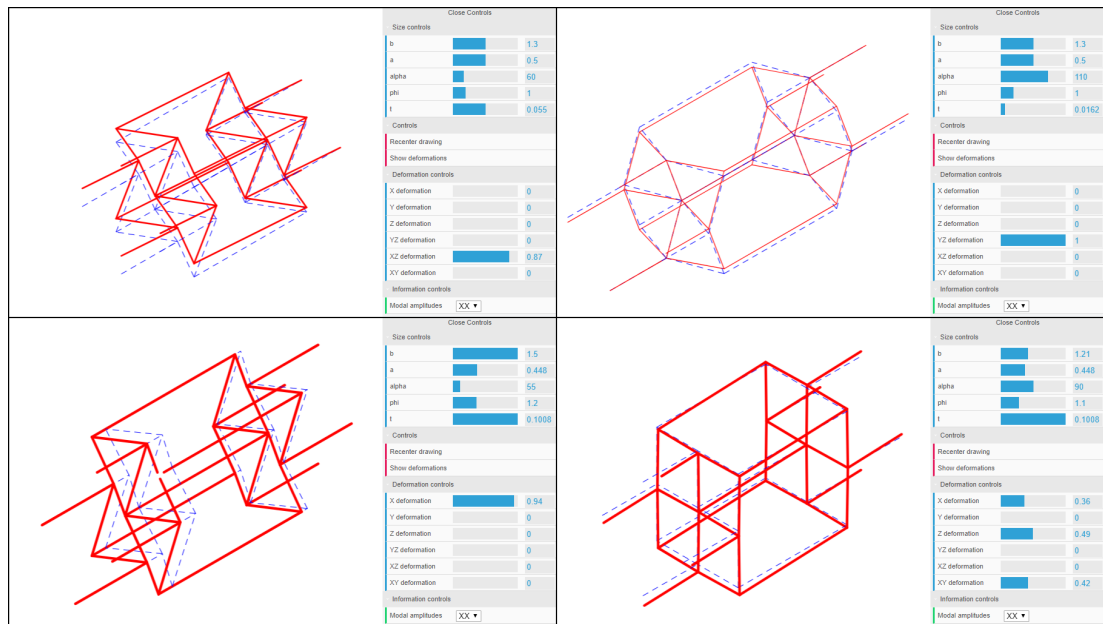 Close Controls
Size controls
b 1.3
a 0.5
alpha 60
phi 1
t 0.055
Controls
Recenter drawing
Show deformations
Deformation controls
X deformation 0
Y deformation 0
Z deformation 0
YZ deformation 0
XZ deformation 0.87
XY deformation 0
Information controls
Modal amplitudes XX ▾
Close Controls
Size controls
b 1.3
a 0.5
alpha 110
phi 1
t 0.0162
Controls
Recenter drawing
Show deformations
Deformation controls
X deformation 0
Y deformation 0
Z deformation 0
YZ deformation 1
XZ deformation 0
XY deformation 0
Information controls
Modal amplitudes XX ▾
Close Controls
Size controls
b 1.5
a 0.448
alpha 55
phi 1.2
t 0.1008
Controls
Recenter drawing
Show deformations
Deformation controls
X deformation 0.94
Y deformation 0
Z deformation 0
YZ deformation 0
XZ deformation 0
XY deformation 0
Information controls
Modal amplitudes XX ▾
Close Controls
Size controls
b 1.21
a 0.448
alpha 90
phi 1.1
t 0.1008
Controls
Recenter drawing
Show deformations
Deformation controls
X deformation 0.36
Y deformation 0
Z deformation 0.49
YZ deformation 0
XZ deformation 0
XY deformation 0.42
Information controls
Modal amplitudes XX ▾